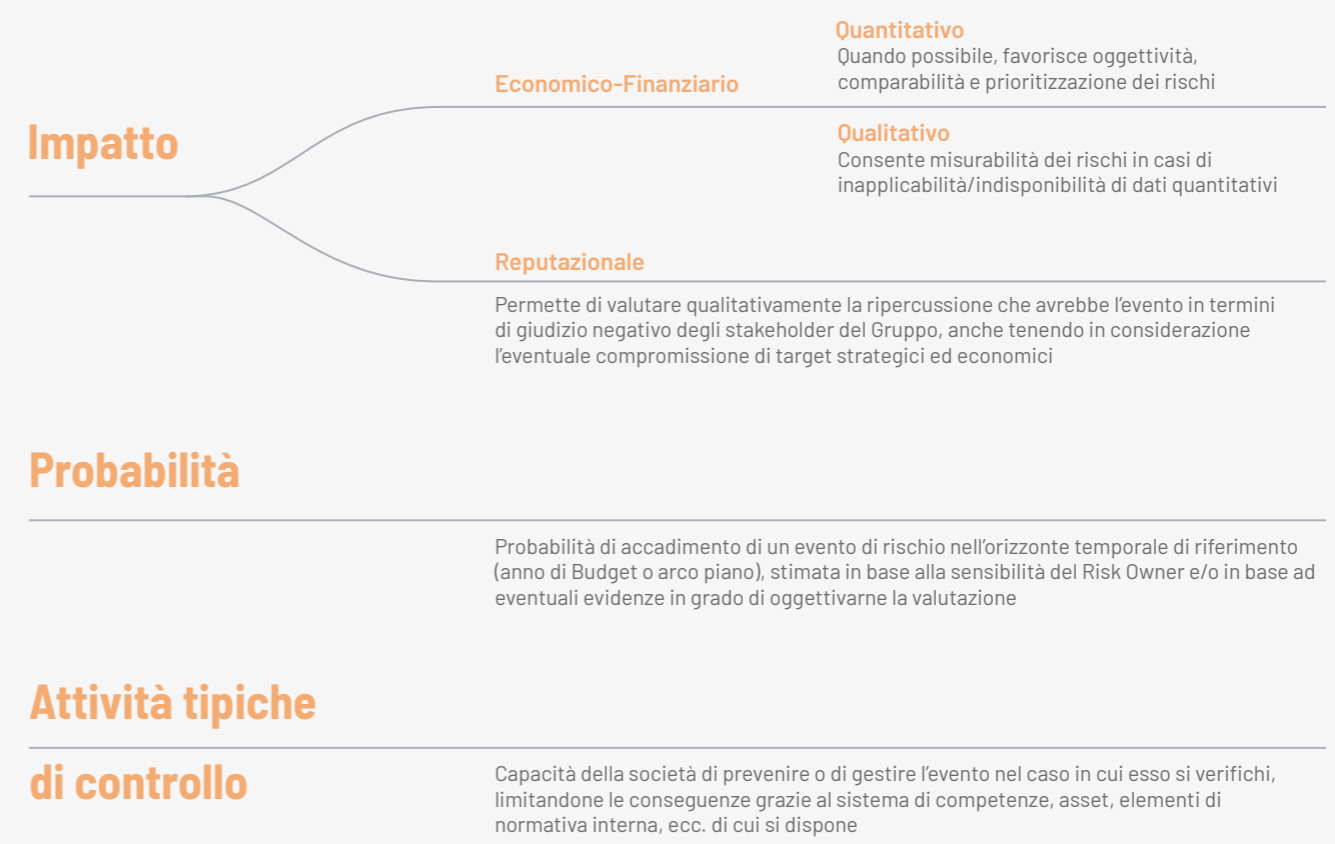 Impatto
Economico-Finanziario
Quantitativo
Quando possibile, favorisce oggettività,
comparabilità e prioritizzazione dei rischi
Qualitativo
Consente misurabilità dei rischi in casi di
inapplicabilità/indisponibilità di dati quantitativi
Reputazionale
Permette di valutare qualitativamente la ripercussione che avrebbe l'evento in termini
di giudizio negativo degli stakeholder del Gruppo, anche tenendo in considerazione
l'eventuale compromissione di target strategici ed economici
Probabilità
Probabilità di accadimento di un evento di rischio nell'orizzonte temporale di riferimento
(anno di Budget o arco piano), stimata in base alla sensibilità del Risk Owner e/o in base ad
eventuali evidenze in grado di oggettivarne la valutazione
Attività tipiche
di controllo
Capacità della società di prevenire o di gestire l'evento nel caso in cui esso si verifichi,
limitandone le conseguenze grazie al sistema di competenze, asset, elementi di
normativa interna, ecc. di cui si dispone